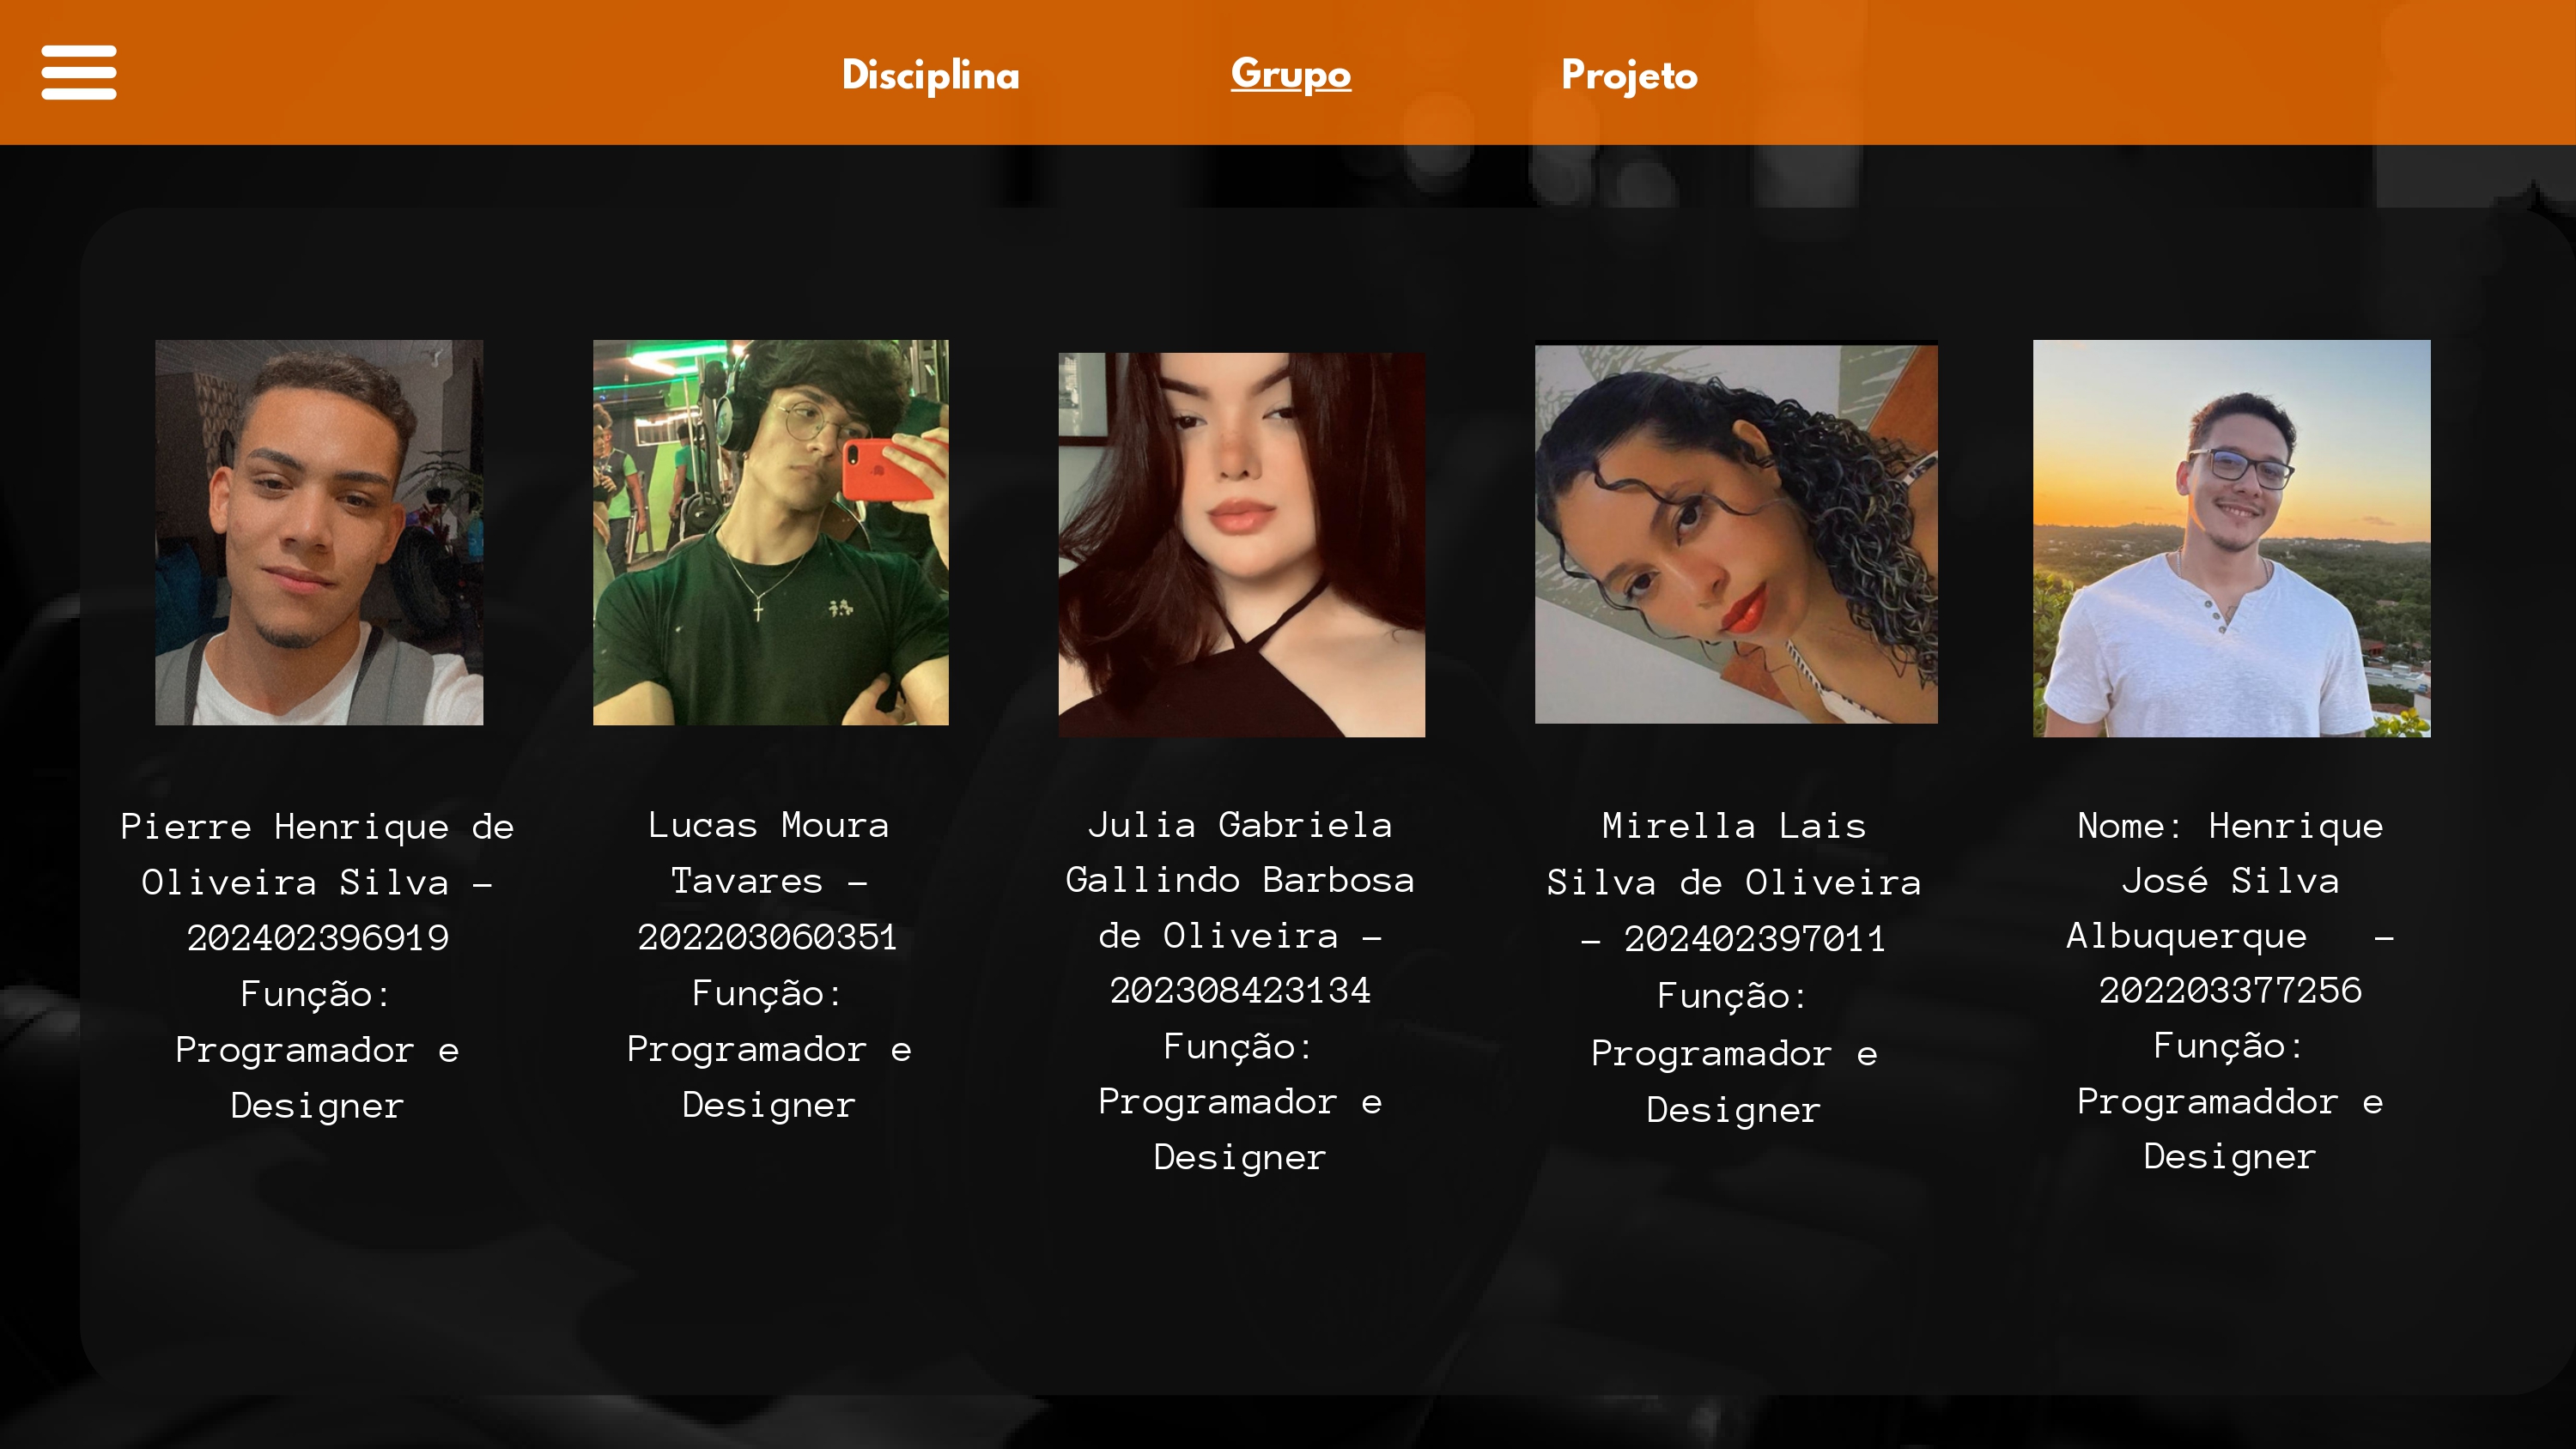 Disciplina
Grupo
Projeto
Pierre Henrique de
Oliveira Silva -
202402396919
Função:
Programador e
Designer
Lucas Moura
Tavares -
202203060351
Função:
Programador e
Designer
Julia Gabriela
Gallindo Barbosa
de Oliveira -
202308423134
Função:
Programador e
Designer
Mirella Lais
Silva de Oliveira
- 202402397011
Função:
Programador e
Designer
Nome: Henrique
José Silva
Albuquerque -
202203377256
Função:
Programaddor e
Designer